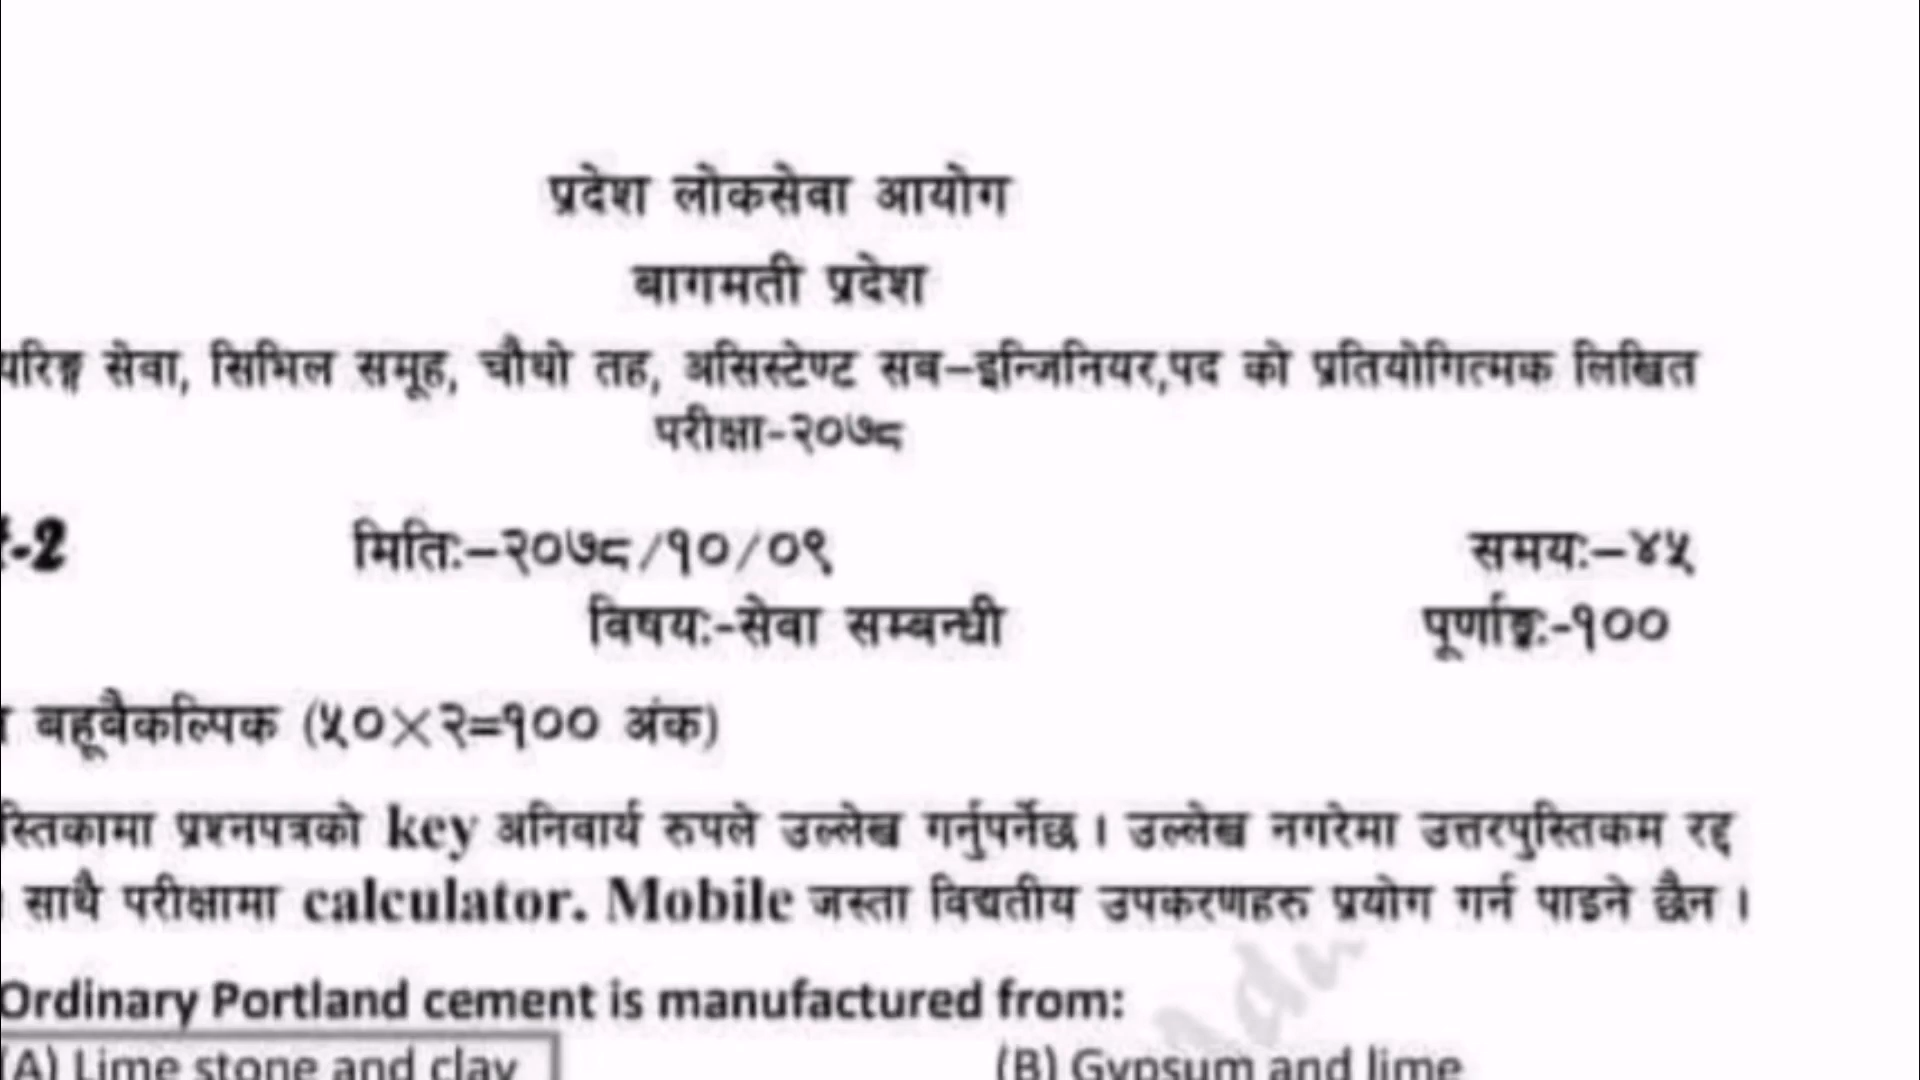 प्रदेश लोकसेवा आयोग
बागमती प्रदेश
सेवा, सिभिल समूह, चौथो तह, असिस्टेण्ट सब–इन्जिनियर,पद को प्रतियोगित्मक लिखित
परीक्षा-२०७८
-2 मितिः–२०७८/१०/०९ समयः–४५
विषयः-सेवा सम्बन्धी पूर्णाङ्कः-१००
बहूवैकल्पिक (५०×२=१०० अंक)
प्रश्नपत्रको key अनिवार्य रुपले उल्लेख गर्नुपर्नेछ । उल्लेख नगरेमा उत्तरपुस्तिकम रद्द
साथै परीक्षामा calculator. Mobile जस्ता विद्यतीय उपकरणहरु प्रयोग गर्न पाइने छैन ।
Ordinary Portland cement is manufactured from:
(A) Lime stone and clay (B) Gypsum and lime